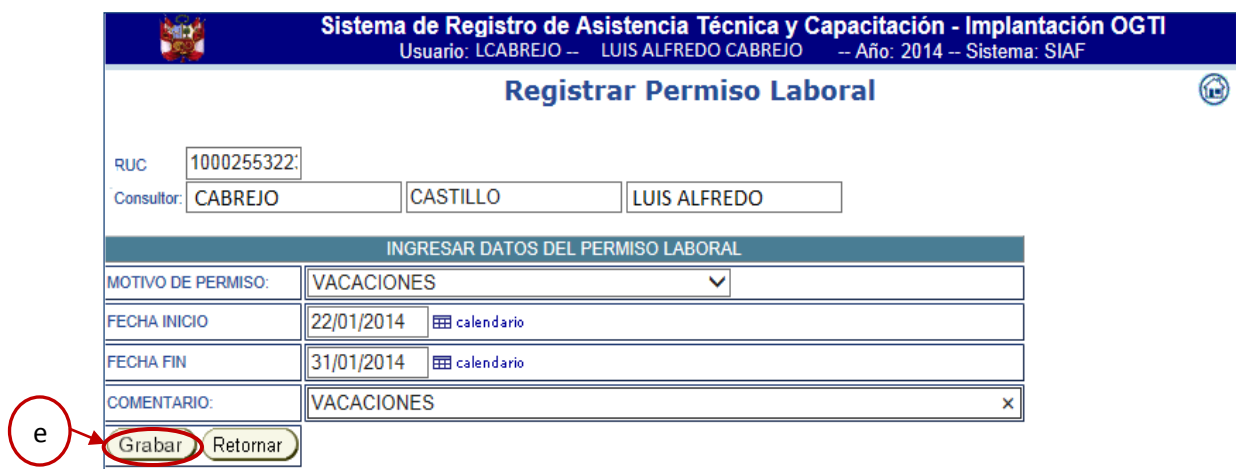 Sistema de Registro de Asistencia Técnica y Capacitación - Implantación OGTI
Usuario: LCABREJO -- LUIS ALFREDO CABREJO -- Año: 2014 -- Sistema: SIAF
Registrar Permiso Laboral
RUC 1000255322
Consultor: CABREJO CASTILLO LUIS ALFREDO
INGRESAR DATOS DEL PERMISO LABORAL
MOTIVO DE PERMISO: VACACIONES
FECHA INICIO 22/01/2014 calendario
FECHA FIN 31/01/2014 calendario
COMENTARIO: VACACIONES ×
e Grabar Retornar